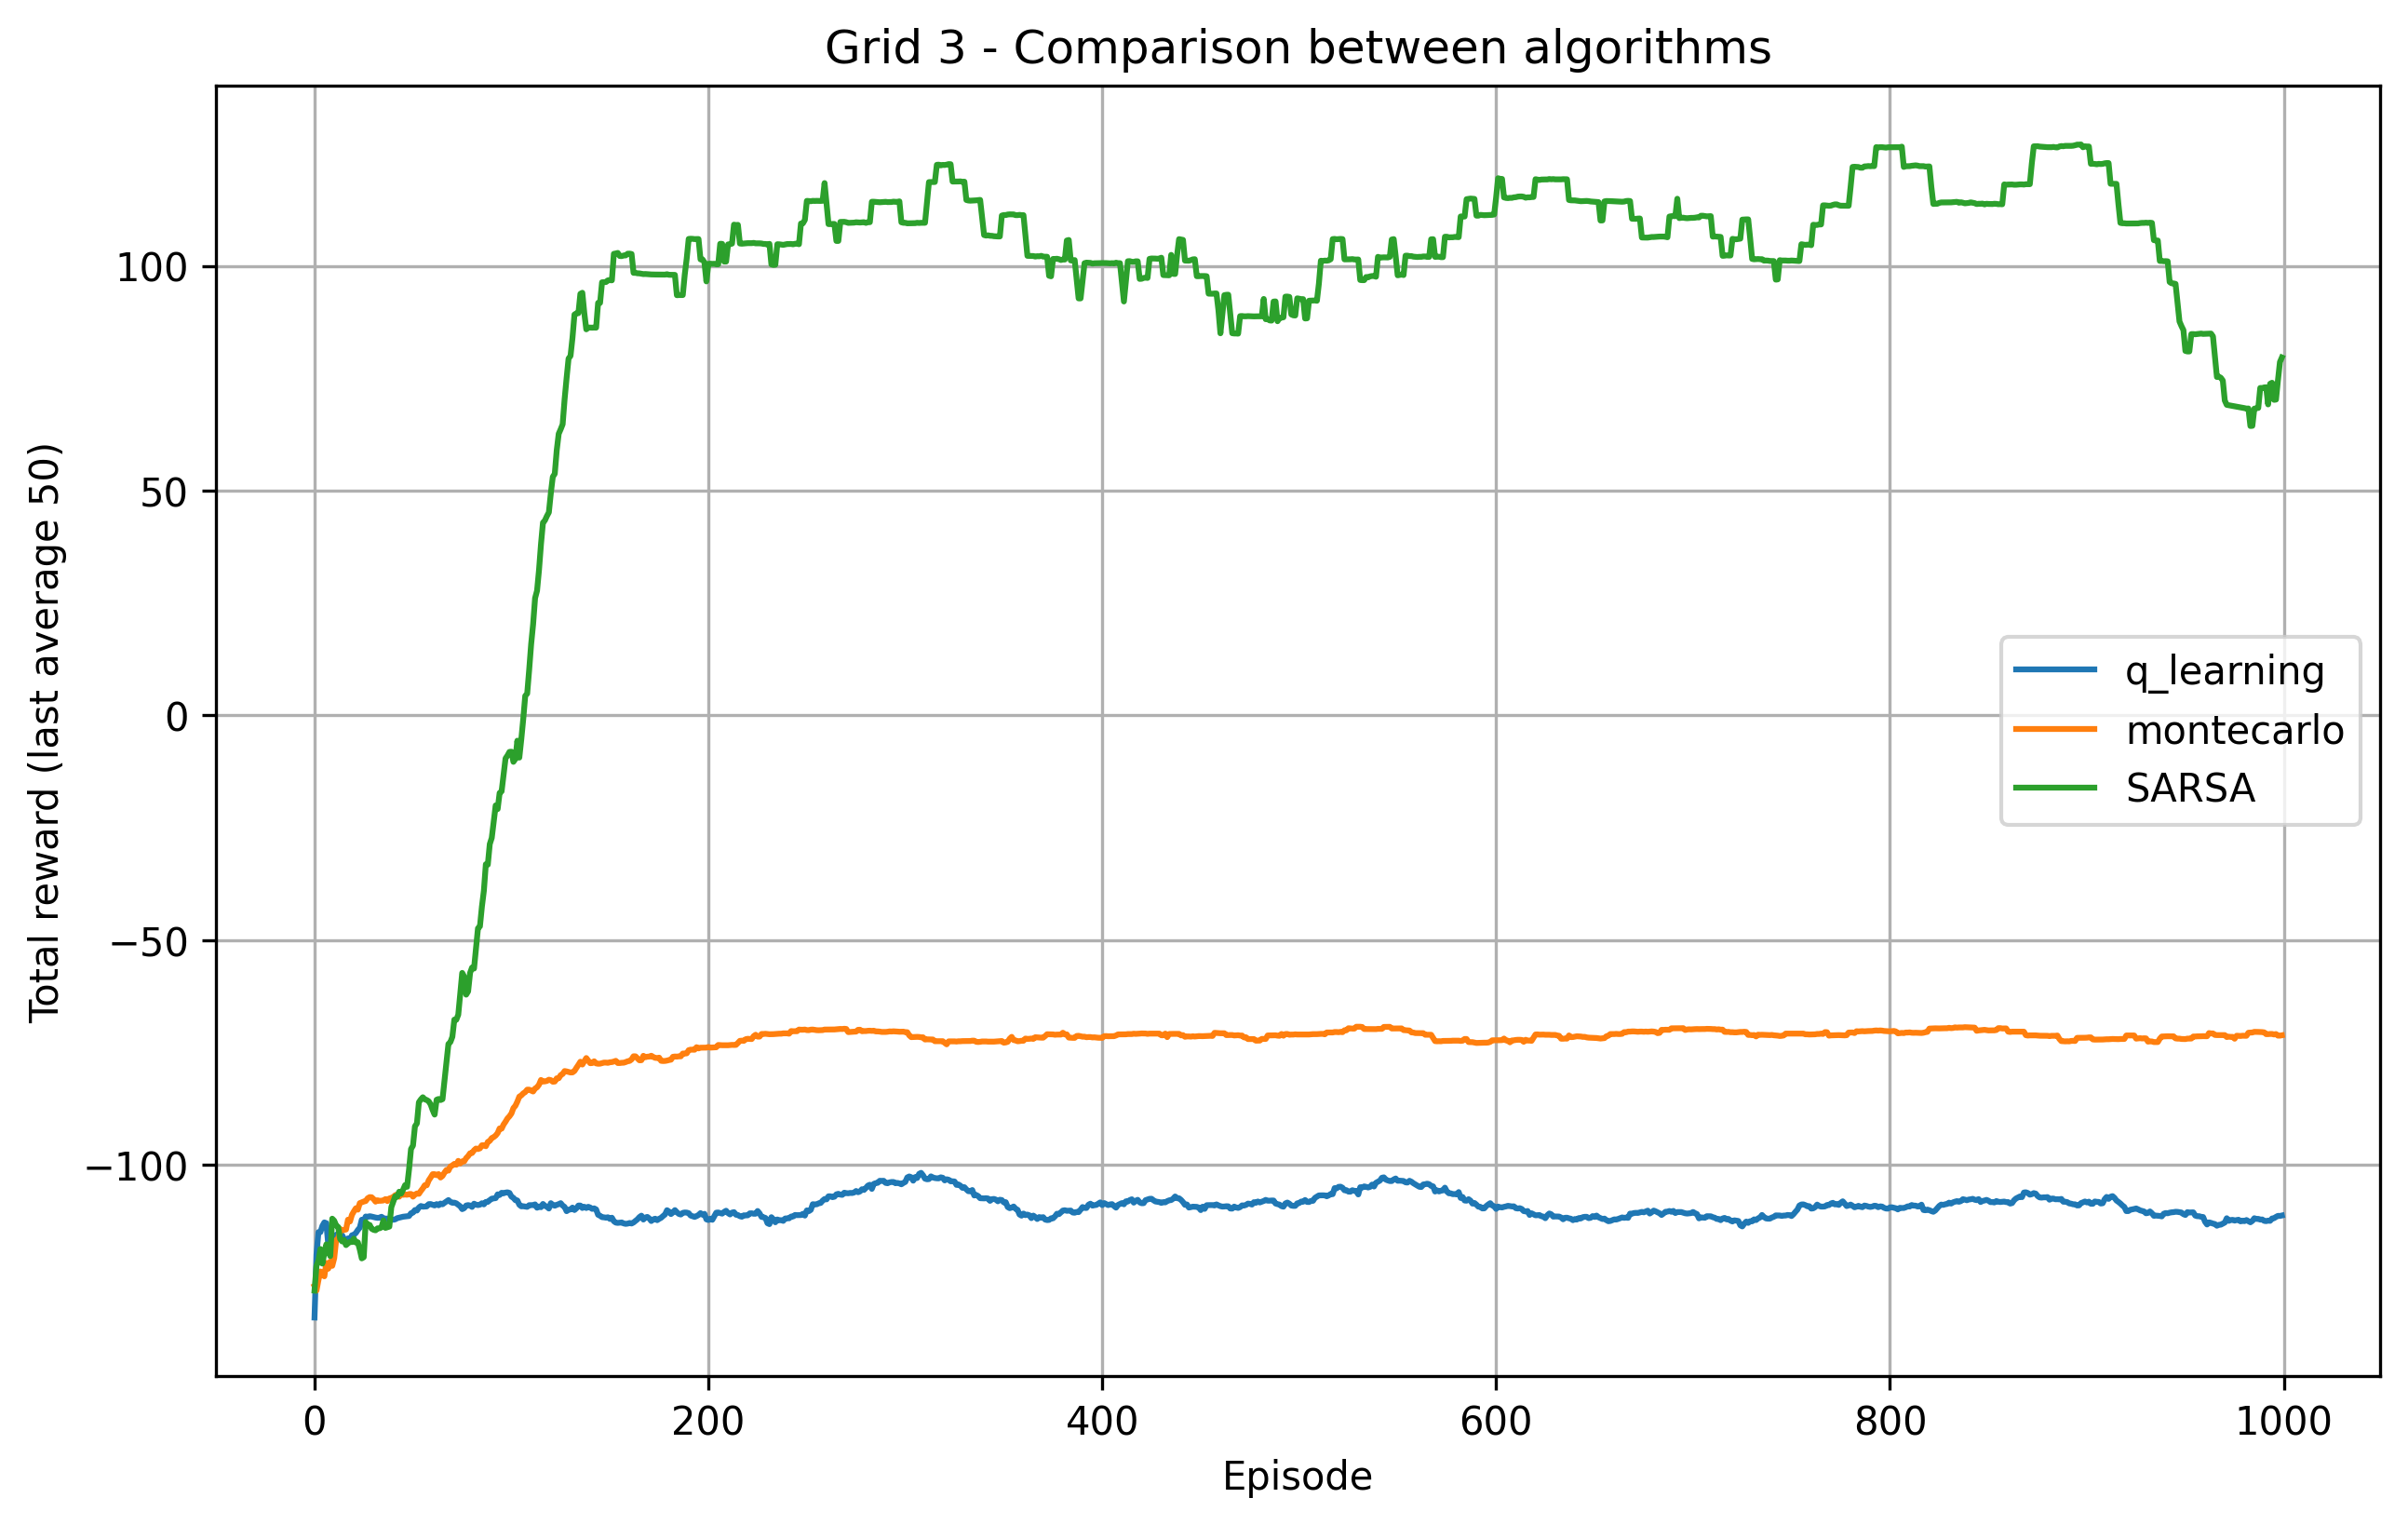 Grid 3 - Comparison between algorithms
Total reward (last average 50)
100
50
0
−50
−100
q_learning
montecarlo
SARSA
0
200
400
600
800
1000
Episode